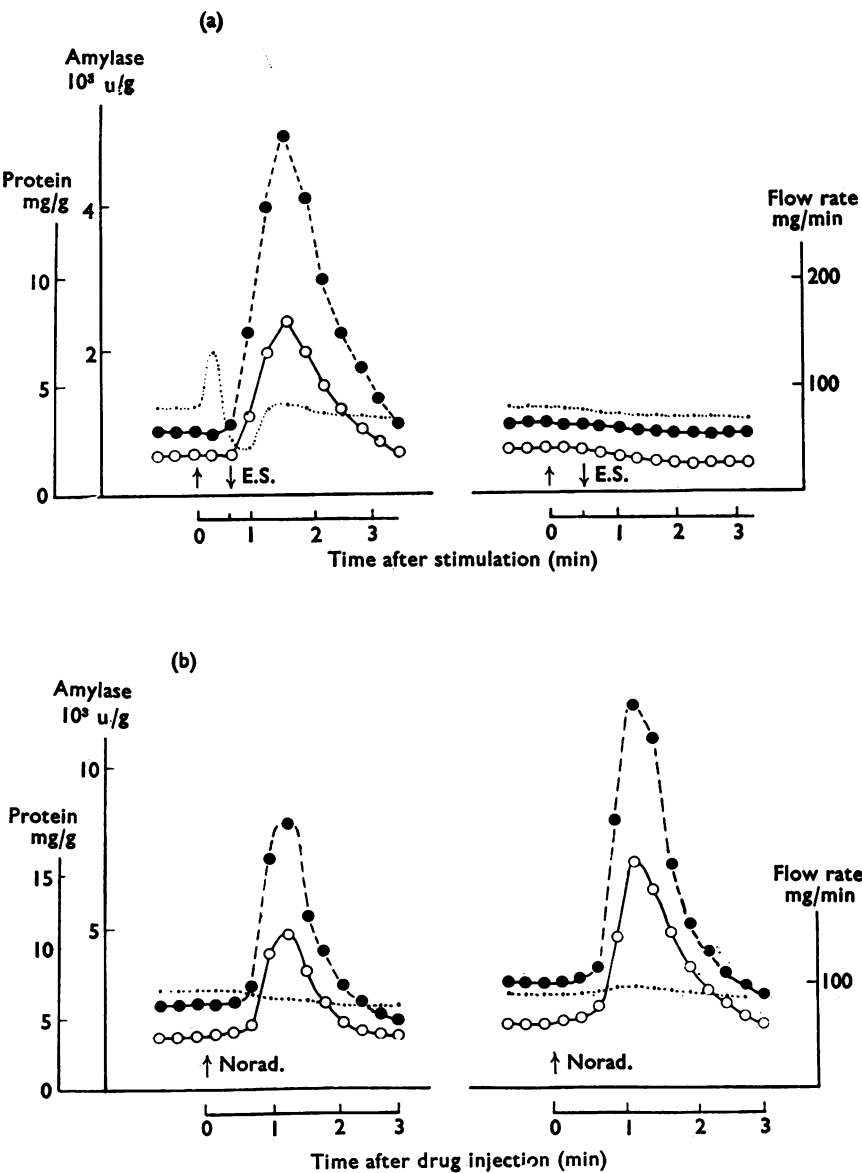 (a)
Amylase
10³ u/g
Protein
mg/g
Flow rate
mg/min
4
10
200
2
5
100
E.S.
E.S.
0
0 1 2 3
0 1 2 3
Time after stimulation (min)
(b)
Amylase
10³ u/g
10
Protein
mg/g
Flow rate
mg/min
15
5
10
100
5
Norad.
Norad.
0
0 1 2 3
0 1 2 3
Time after drug injection (min)